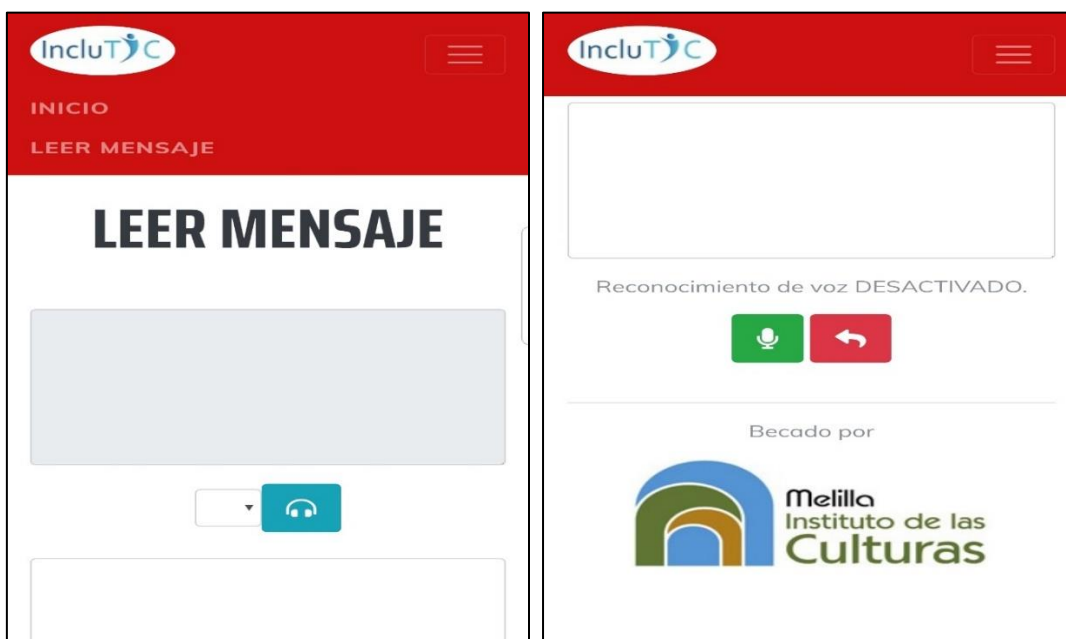 IncluTIC
INICIO
LEER MENSAJE
LEER MENSAJE
IncluTIC
Reconocimiento de voz DESACTIVADO.
Becado por
Melilla
Instituto de las
Culturas